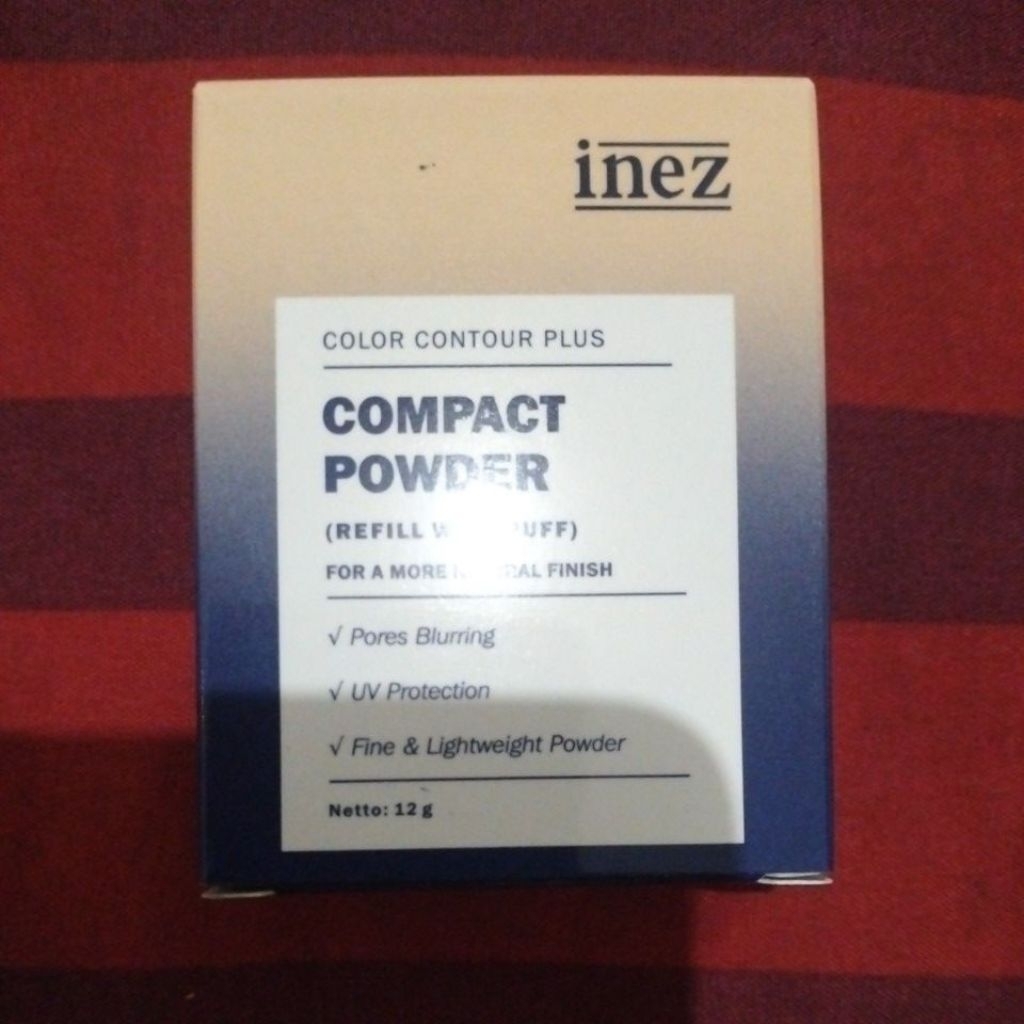 inez
COLOR CONTOUR PLUS
COMPACT
POWDER
(REFILL
FOR A MORE FINISH
√ Pores Blurring
√ UV Protection
√ Fine & Lightweight Powder
Netto: 12 g